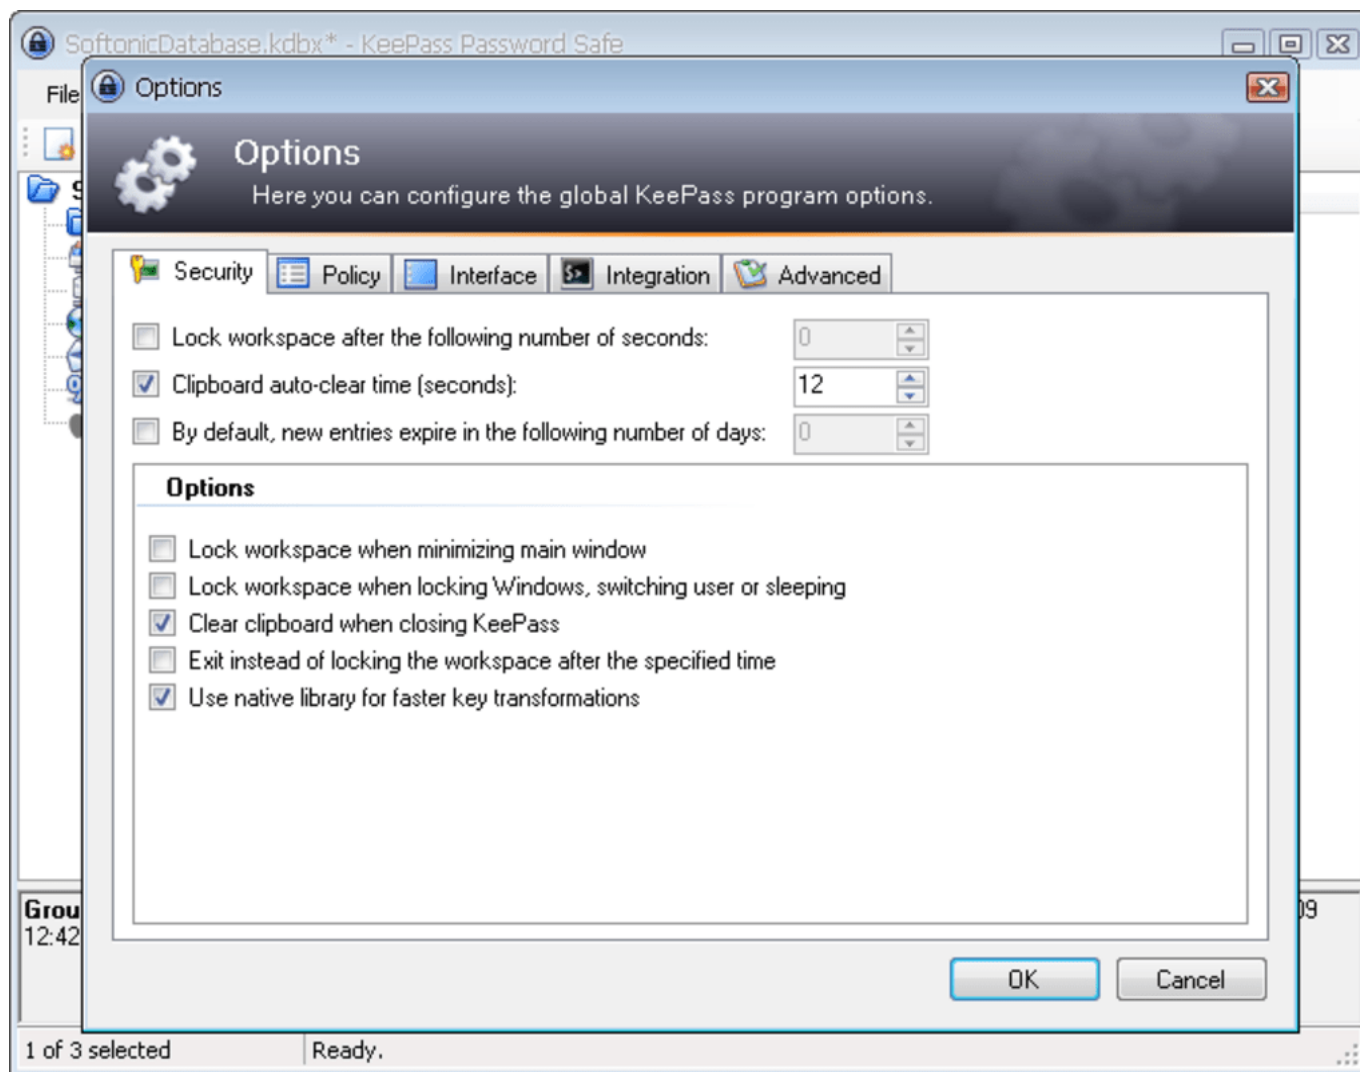 SoftonicDatabase.kdbx* - KeePass Password Safe
File
Options
Options
Here you can configure the global KeePass program options.
Security Policy Interface Integration Advanced
Lock workspace after the following number of seconds: 0
Clipboard auto-clear time (seconds): 12
By default, new entries expire in the following number of days: 0
Options
Lock workspace when minimizing main window
Lock workspace when locking Windows, switching user or sleeping
Clear clipboard when closing KeePass
Exit instead of locking the workspace after the specified time
Use native library for faster key transformations
Grou
12:42
OK Cancel
1 of 3 selected Ready.